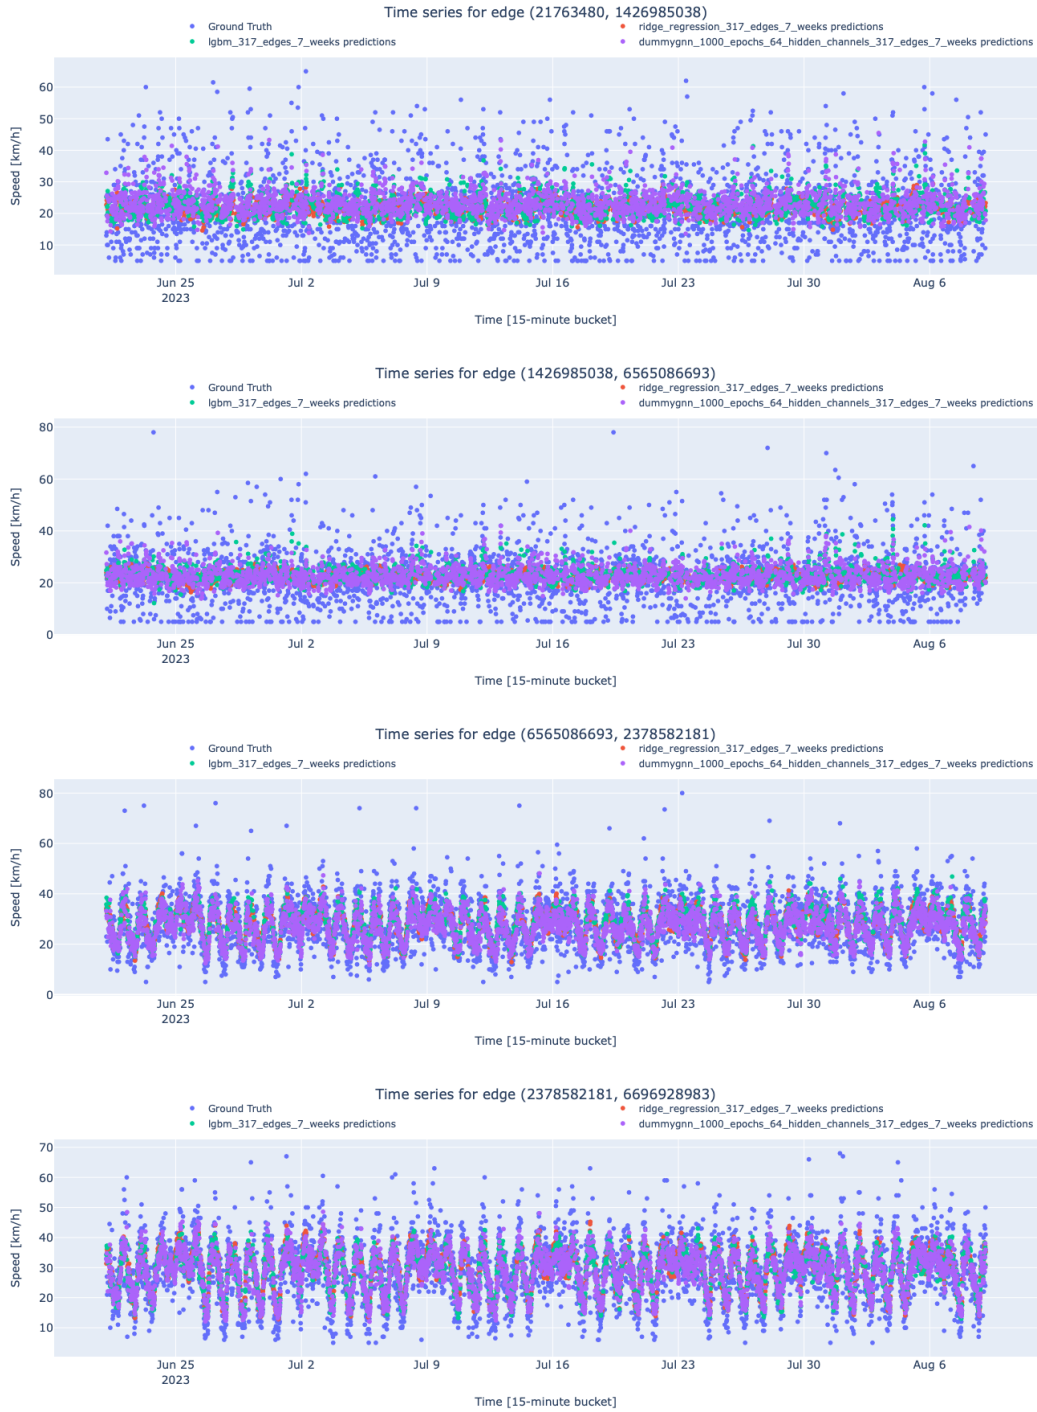 Time series for edge (21763480, 1426985038)
Ground Truth
ridge_regression_317_edges_7_weeks predictions
lgbm_317_edges_7_weeks predictions
dummygnn_1000_epochs_64_hidden_channels_317_edges_7_weeks predictions
60
50
40
30
20
10
Speed [km/h]
Jun 25 Jul 2 Jul 9 Jul 16 Jul 23 Jul 30 Aug 6
2023
Time [15-minute bucket]
Time series for edge (1426985038, 6565086693)
Ground Truth
ridge_regression_317_edges_7_weeks predictions
lgbm_317_edges_7_weeks predictions
dummygnn_1000_epochs_64_hidden_channels_317_edges_7_weeks predictions
80
60
40
20
0
Speed [km/h]
Jun 25 Jul 2 Jul 9 Jul 16 Jul 23 Jul 30 Aug 6
2023
Time [15-minute bucket]
Time series for edge (6565086693, 2378582181)
Ground Truth
ridge_regression_317_edges_7_weeks predictions
lgbm_317_edges_7_weeks predictions
dummygnn_1000_epochs_64_hidden_channels_317_edges_7_weeks predictions
80
60
40
20
0
Speed [km/h]
Jun 25 Jul 2 Jul 9 Jul 16 Jul 23 Jul 30 Aug 6
2023
Time [15-minute bucket]
Time series for edge (2378582181, 6696928983)
Ground Truth
ridge_regression_317_edges_7_weeks predictions
lgbm_317_edges_7_weeks predictions
dummygnn_1000_epochs_64_hidden_channels_317_edges_7_weeks predictions
70
60
50
40
30
20
10
Speed [km/h]
Jun 25 Jul 2 Jul 9 Jul 16 Jul 23 Jul 30 Aug 6
2023
Time [15-minute bucket]